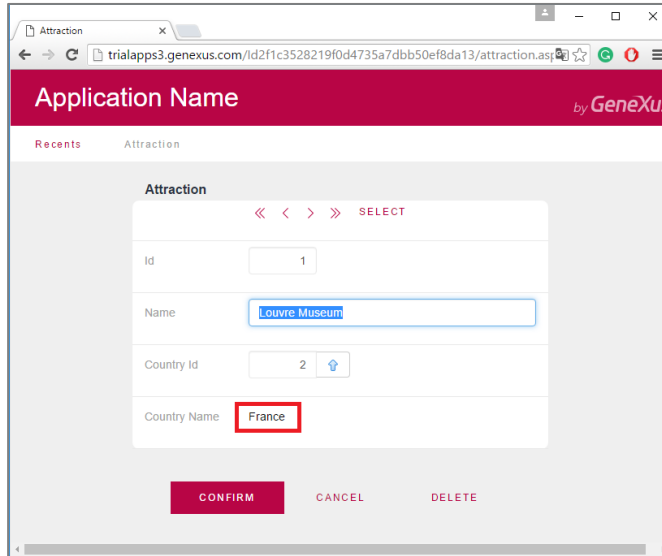 Attraction
trialapps3.genexus.com/Id2f1c3528219f0d4735a7dbb50ef8da13/attraction.asp
Application Name
by GeneXus
Recents Attraction
Attraction
SELECT
Id 1
Name Louvre Museum
Country Id 2
Country Name France
CONFIRM CANCEL DELETE